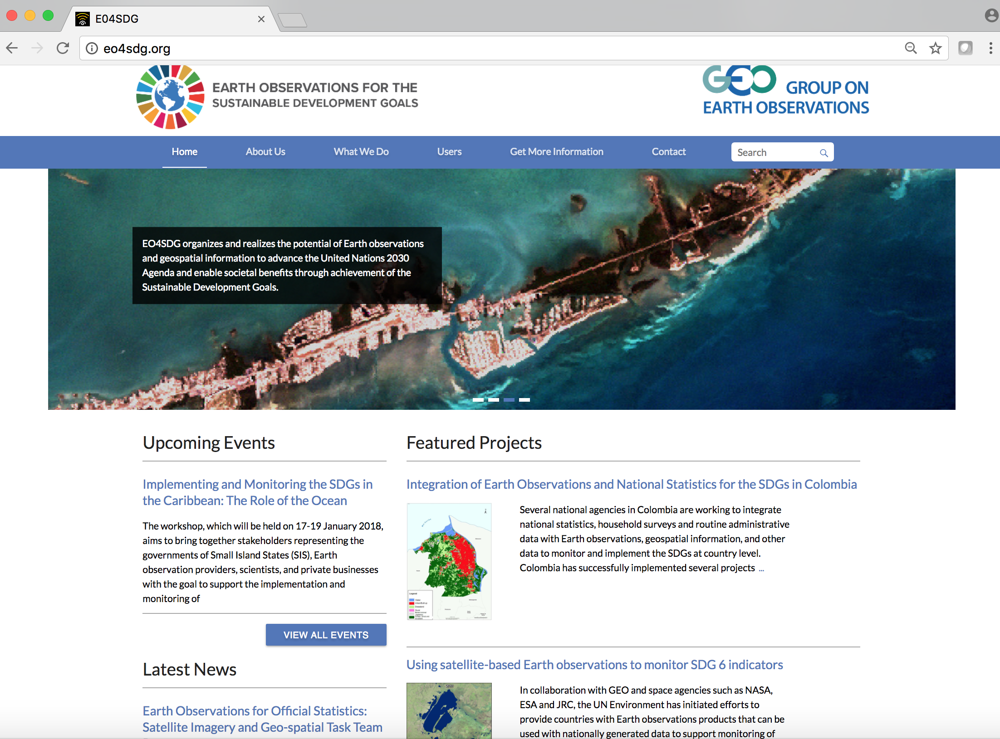 E04SDG
eo4sdg.org
EARTH OBSERVATIONS FOR THE
SUSTAINABLE DEVELOPMENT GOALS
GEO GROUP ON
EARTH OBSERVATIONS
Home About Us What We Do Users Get More Information Contact Search
EO4SDG organizes and realizes the potential of Earth observations
and geospatial information to advance the United Nations 2030
Agenda and enable societal benefits through achievement of the
Sustainable Development Goals.
Upcoming Events
Implementing and Monitoring the SDGs in
the Caribbean: The Role of the Ocean
The workshop, which will be held on 17-19 January 2018,
aims to bring together stakeholders representing the
governments of Small Island States (SIS), Earth
observation providers, scientists, and private businesses
with the goal to support the implementation and
monitoring of
VIEW ALL EVENTS
Latest News
Earth Observations for Official Statistics:
Satellite Imagery and Geo-spatial Task Team
Featured Projects
Integration of Earth Observations and National Statistics for the SDGs in Colombia
Several national agencies in Colombia are working to integrate
national statistics, household surveys and routine administrative
data with Earth observations, geospatial information, and other
data to monitor and implement the SDGs at country level.
Colombia has successfully implemented several projects ...
Legend
Water
Urban/Built up
Grassland
Rural
Using satellite-based Earth observations to monitor SDG 6 indicators
2013
In collaboration with GEO and space agencies such as NASA,
ESA and JRC, the UN Environment has initiated efforts to
provide countries with Earth observations products that can be
used with nationally generated data to support monitoring of